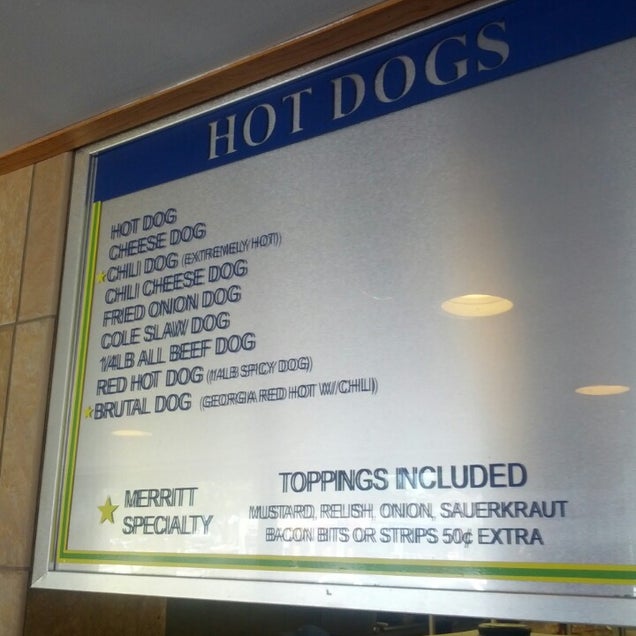 HOT DOGS
HOT DOG
CHEESE DOG
CHILI DOG (EXTREMELY HOT)
CHILI CHEESE DOG
FRIED ONION DOG
COLE SLAW DOG
1/4LB ALL BEEF DOG
RED HOT DOG (1/4LB SPICY DOG)
BRUTAL DOG (GEORGIA RED HOT W/ CHILI)
MERRITT
SPECIALTY
TOPPINGS INCLUDED
MUSTARD, RELISH, ONION, SAUERKRAUT
BACON BITS OR STRIPS 50¢ EXTRA